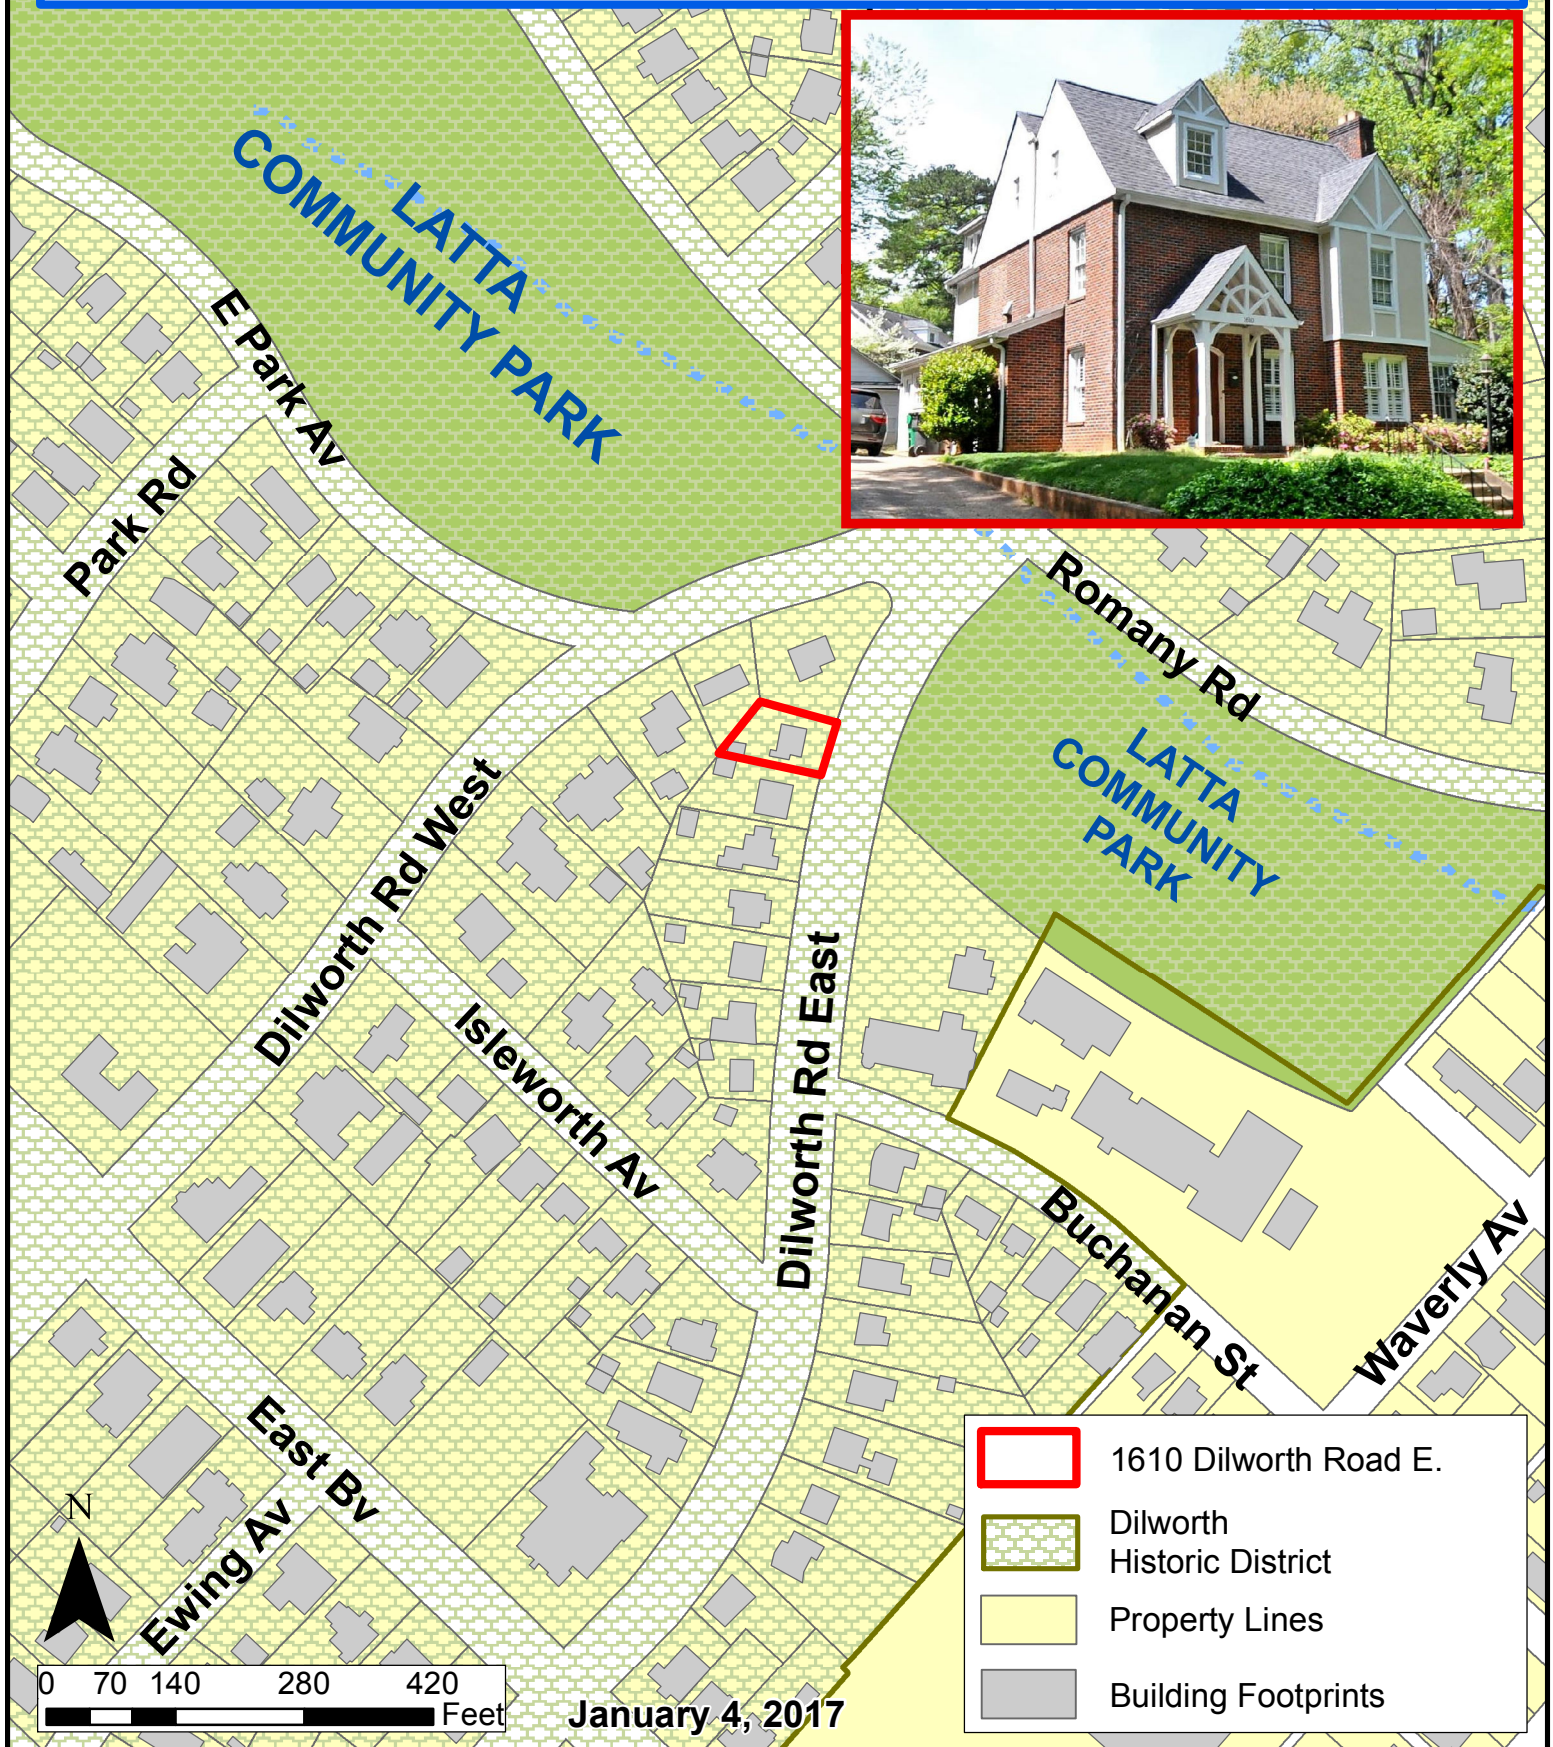 LATTA
COMMUNITY PARK
E Park Av
Park Rd
Romany Rd
LATTA
COMMUNITY
PARK
Dilworth Rd West
Dilworth Rd East
Isleworth Av
Buchanan St
Waverly Av
East Bv
Ewing Av
N
0 70 140 280 420
Feet
January 4, 2017
1610 Dilworth Road E.
Dilworth
Historic District
Property Lines
Building Footprints